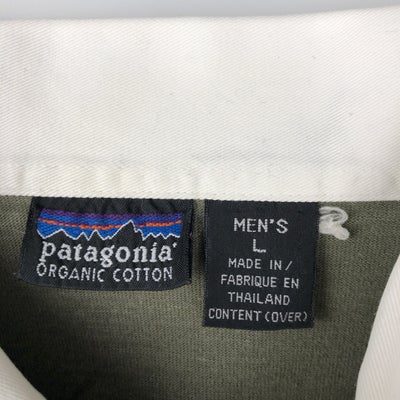 patagonia®
ORGANIC COTTON
MEN'S
L
MADE IN /
FABRIQUE EN
THAILAND
CONTENT (OVER)